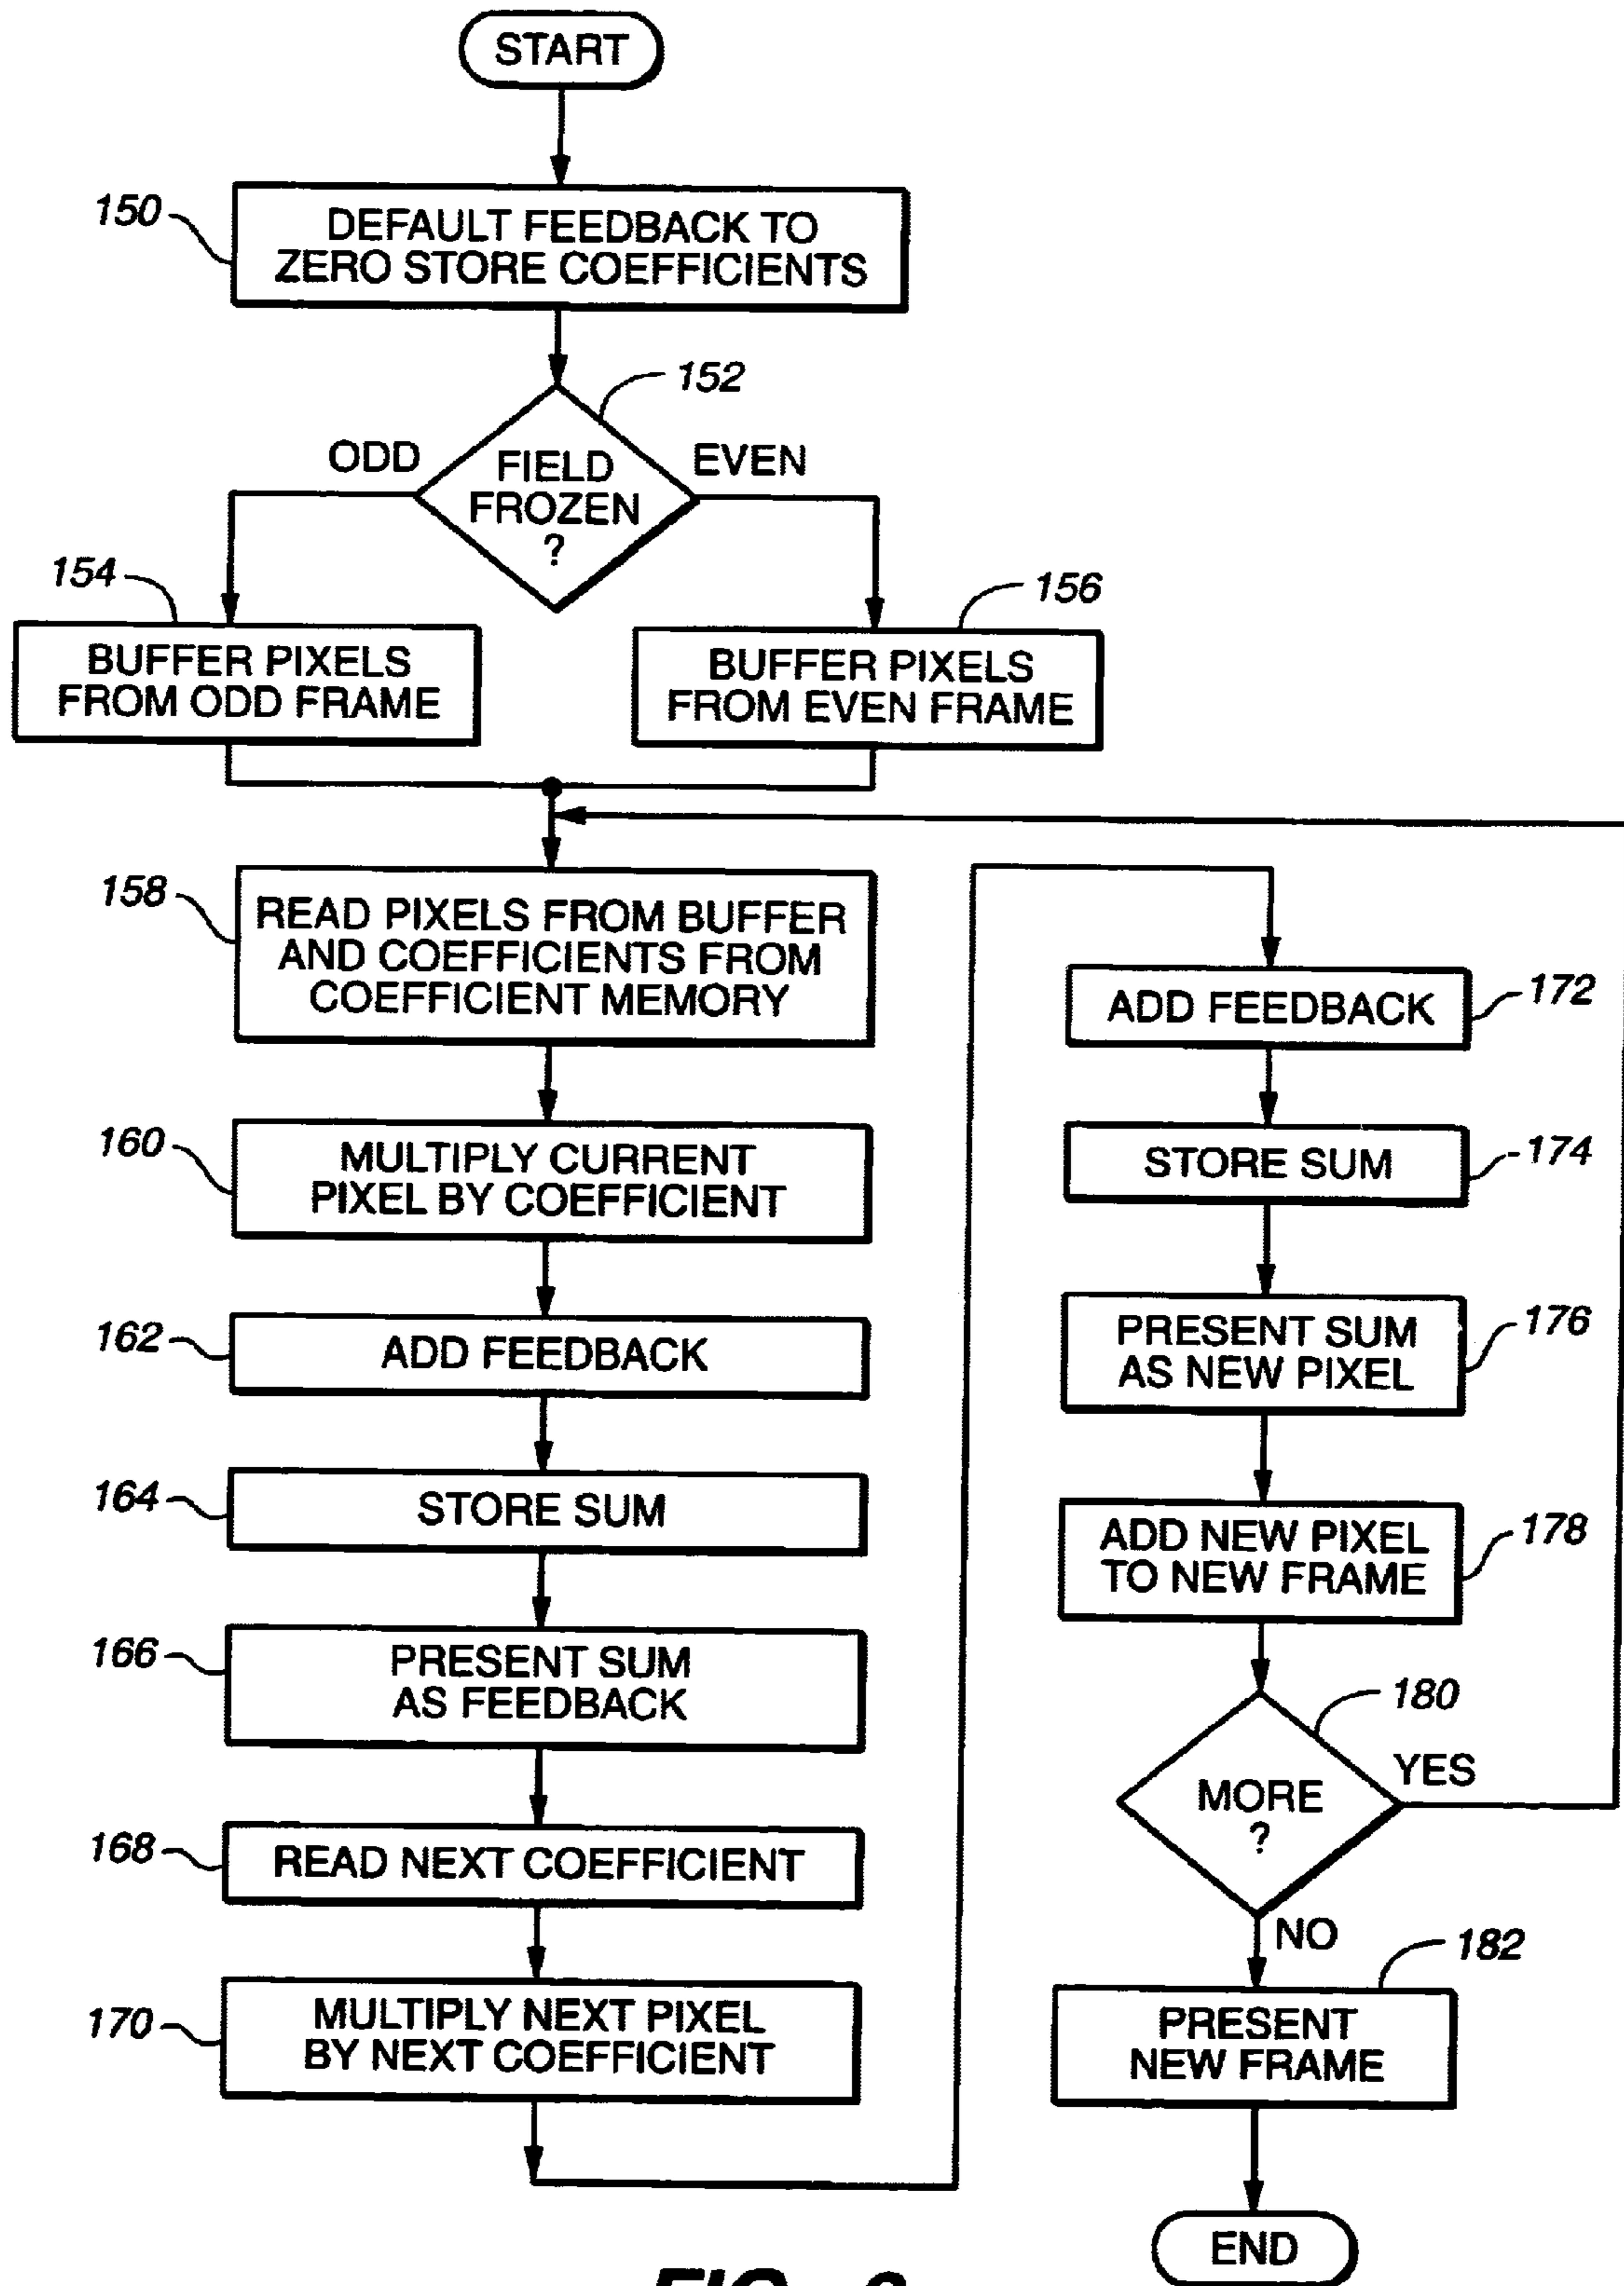 START
150
DEFAULT FEEDBACK TO
ZERO STORE COEFFICIENTS
152
ODD
FIELD
FROZEN
?
EVEN
154
BUFFER PIXELS
FROM ODD FRAME
156
BUFFER PIXELS
FROM EVEN FRAME
158
READ PIXELS FROM BUFFER
AND COEFFICIENTS FROM
COEFFICIENT MEMORY
160
MULTIPLY CURRENT
PIXEL BY COEFFICIENT
162
ADD FEEDBACK
164
STORE SUM
166
PRESENT SUM
AS FEEDBACK
168
READ NEXT COEFFICIENT
170
MULTIPLY NEXT PIXEL
BY NEXT COEFFICIENT
ADD FEEDBACK
172
STORE SUM
174
PRESENT SUM
AS NEW PIXEL
176
ADD NEW PIXEL
TO NEW FRAME
178
180
MORE
?
YES
NO
182
PRESENT
NEW FRAME
END